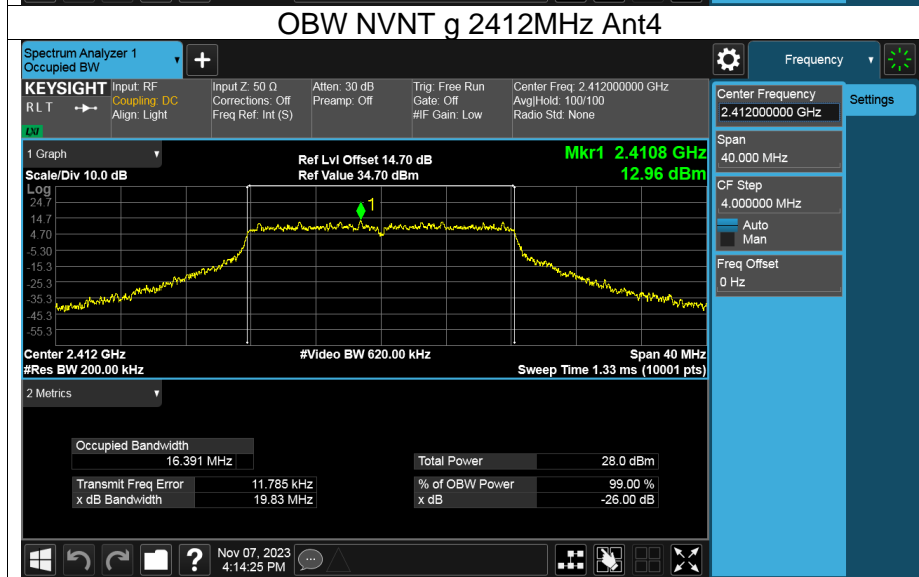 OBW NVNT g 2412MHz Ant4
Spectrum Analyzer 1
Occupied BW
+
Frequency
KEYSIGHT
R L T
LXI
Input: RF
Coupling: DC
Align: Light
Input Z: 50 Ω
Corrections: Off
Freq Ref: Int (S)
Atten: 30 dB
Preamp: Off
Trig: Free Run
Gate: Off
#IF Gain: Low
Center Freq: 2.412000000 GHz
Avg|Hold: 100/100
Radio Std: None
Center Frequency
2.412000000 GHz
Settings
Span
40.000 MHz
CF Step
4.000000 MHz
Auto
Man
Freq Offset
0 Hz
1 Graph
Scale/Div 10.0 dB
Ref Lvl Offset 14.70 dB
Ref Value 34.70 dBm
Mkr1 2.4108 GHz
12.96 dBm
Log
24.7
14.7
4.70
-5.30
-15.3
-25.3
-35.3
-45.3
-55.3
1
Center 2.412 GHz
#Res BW 200.00 kHz
#Video BW 620.00 kHz
Span 40 MHz
Sweep Time 1.33 ms (10001 pts)
2 Metrics
Occupied Bandwidth
16.391 MHz
Total Power 28.0 dBm
Transmit Freq Error 11.785 kHz
% of OBW Power 99.00 %
x dB Bandwidth 19.83 MHz
x dB -26.00 dB
?
Nov 07, 2023
4:14:25 PM